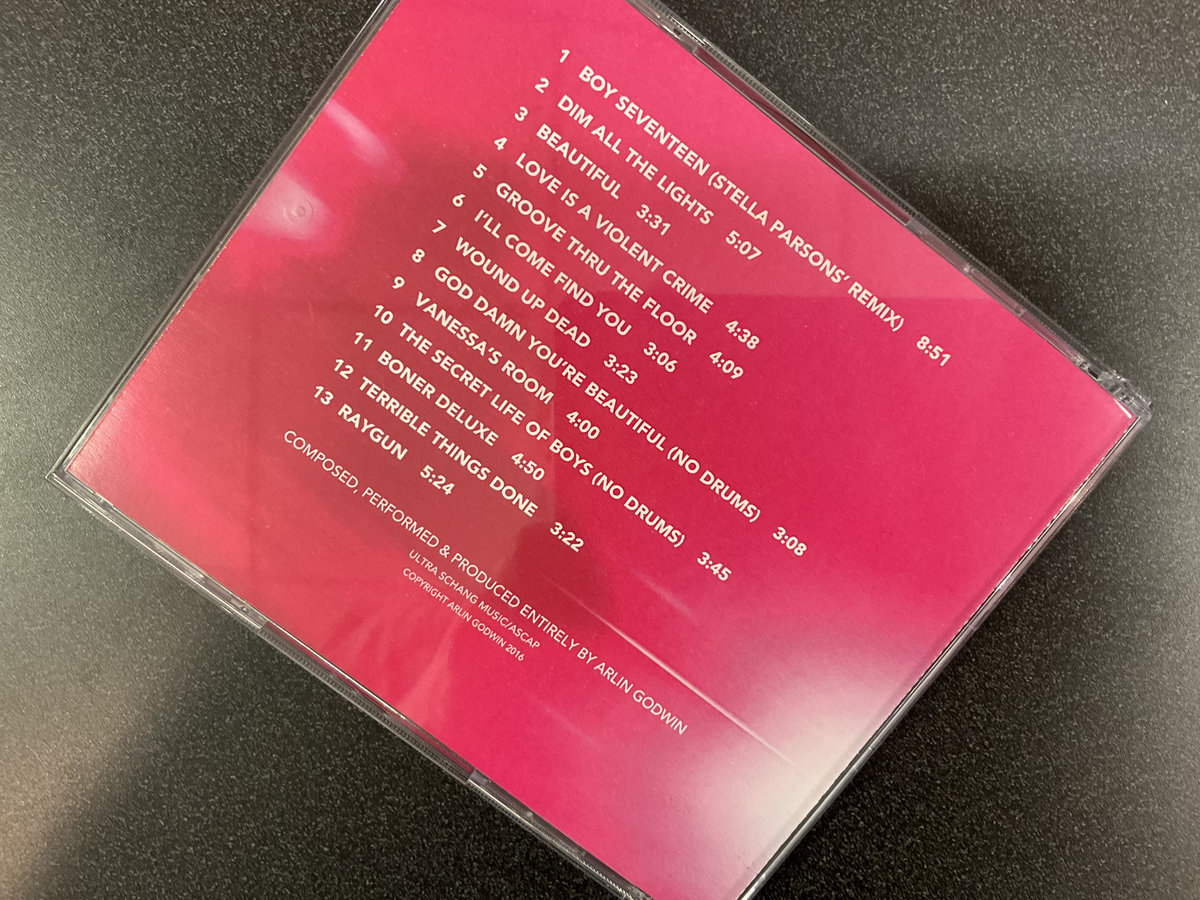 1 BOY SEVENTEEN (STELLA PARSONS' REMIX) 8:51
2 DIM ALL THE LIGHTS 5:07
3 BEAUTIFUL 3:31
4 LOVE IS A VIOLENT CRIME 4:38
5 GROOVE THRU THE FLOOR 4:09
6 I'LL COME FIND YOU 3:06
7 WOUND UP DEAD 3:23
8 GOD DAMN YOU'RE BEAUTIFUL (NO DRUMS) 3:08
9 VANESSA'S ROOM 4:00
10 THE SECRET LIFE OF BOYS (NO DRUMS) 3:45
11 BONER DELUXE 4:50
12 TERRIBLE THINGS DONE 3:22
13 RAYGUN 5:24
COMPOSED, PERFORMED & PRODUCED ENTIRELY BY ARLIN GODWIN
ULTRA SCHANG MUSIC/ASCAP
COPYRIGHT ARLIN GODWIN 2016